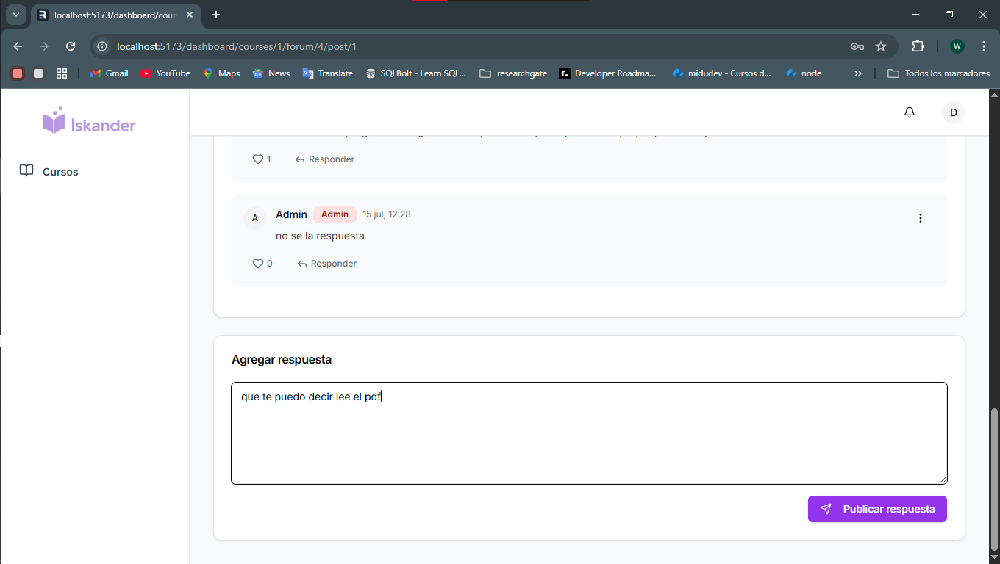 localhost:5173/dashboard/cour
localhost:5173/dashboard/courses/1/forum/4/post/1
W
Gmail
YouTube
Maps
News
Translate
SQLBolt - Learn SQL...
researchgate
Developer Roadma...
midudev - Cursos d...
node
Todos los marcadores
Iskander
D
Cursos
1
Responder
A
Admin Admin 15 jul, 12:28
no se la respuesta
0
Responder
Agregar respuesta
que te puedo decir lee el pdf
Publicar respuesta